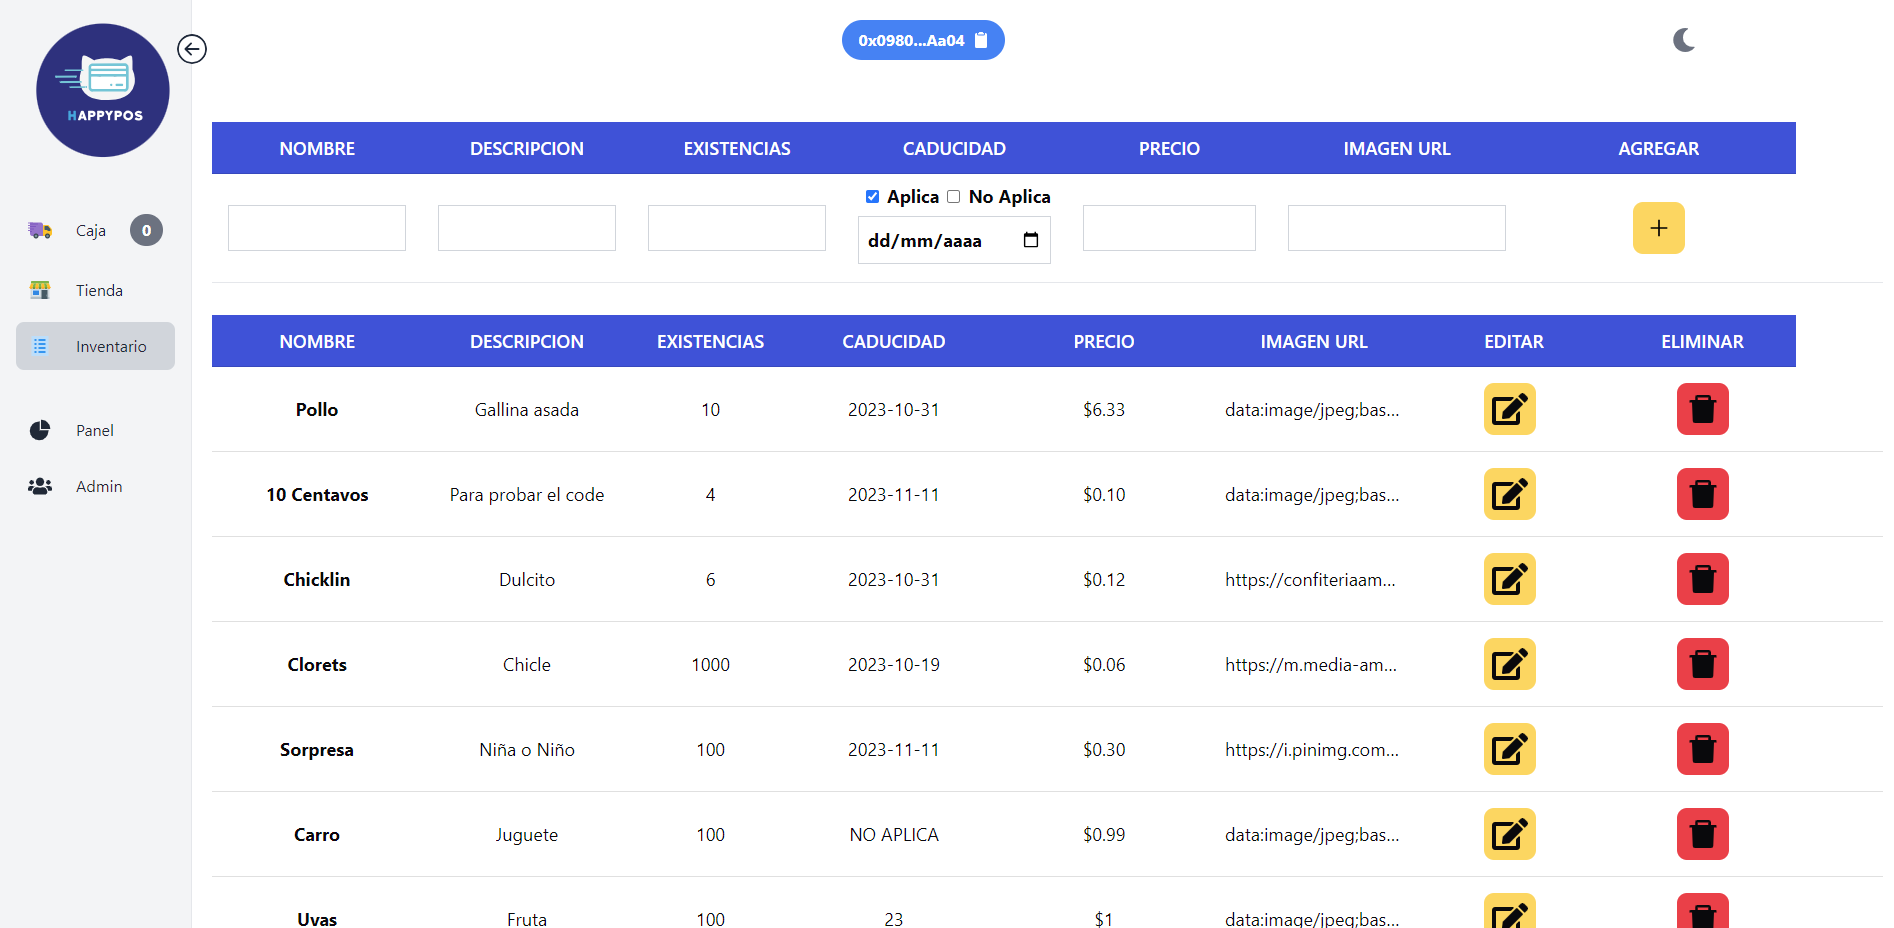 0x0980...Aa04
HAPPYPOS
Caja 0
Tienda
Inventario
Panel
Admin
NOMBRE DESCRIPCION EXISTENCIAS CADUCIDAD PRECIO IMAGEN URL AGREGAR
Aplica No Aplica
dd/mm/aaaa
NOMBRE DESCRIPCION EXISTENCIAS CADUCIDAD PRECIO IMAGEN URL EDITAR ELIMINAR
Pollo Gallina asada 10 2023-10-31 $6.33 data:image/jpeg;bas...
10 Centavos Para probar el code 4 2023-11-11 $0.10 data:image/jpeg;bas...
Chicklin Dulcito 6 2023-10-31 $0.12 https://confiteriaam...
Clorets Chicle 1000 2023-10-19 $0.06 https://m.media-am...
Sorpresa Niña o Niño 100 2023-11-11 $0.30 https://i.pinimg.com...
Carro Juguete 100 NO APLICA $0.99 data:image/jpeg;bas...
Uvas Fruta 100 23 $1 data:image/jpeg;bas...